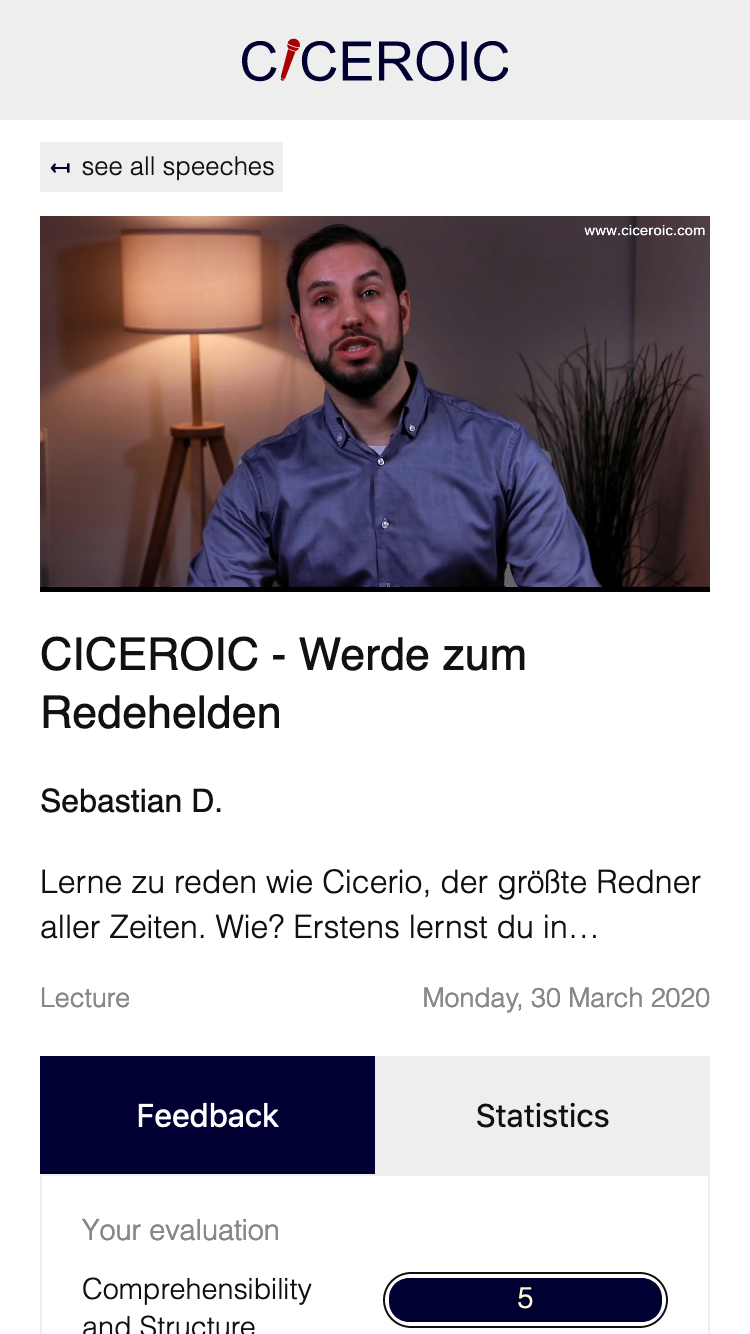 CICEROIC
see all speeches
www.ciceroic.com
CICEROIC - Werde zum
Redehelden
Sebastian D.
Lerne zu reden wie Cicerio, der größte Redner
aller Zeiten. Wie? Erstens lernst du in…
Lecture
Monday, 30 March 2020
Feedback
Statistics
Your evaluation
Comprehensibility
and Structure
5